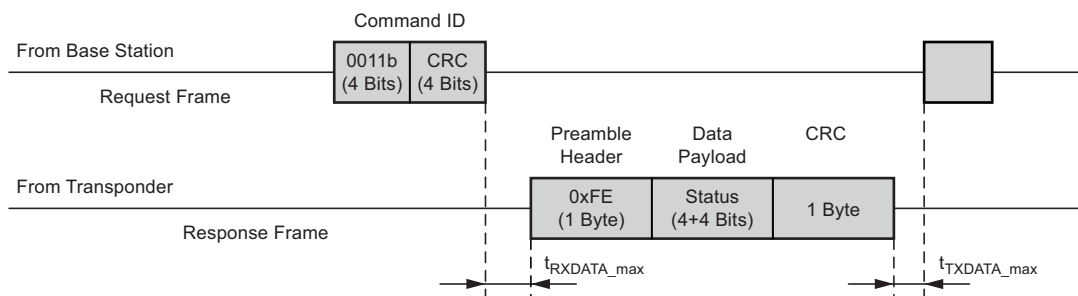 Command ID
From Base Station
0011b
(4 Bits)
CRC
(4 Bits)
Request Frame
Preamble
Header
Data
Payload
CRC
From Transponder
0xFE
(1 Byte)
Status
(4+4 Bits)
1 Byte
Response Frame
tRXDATA_max
tTXDATA_max